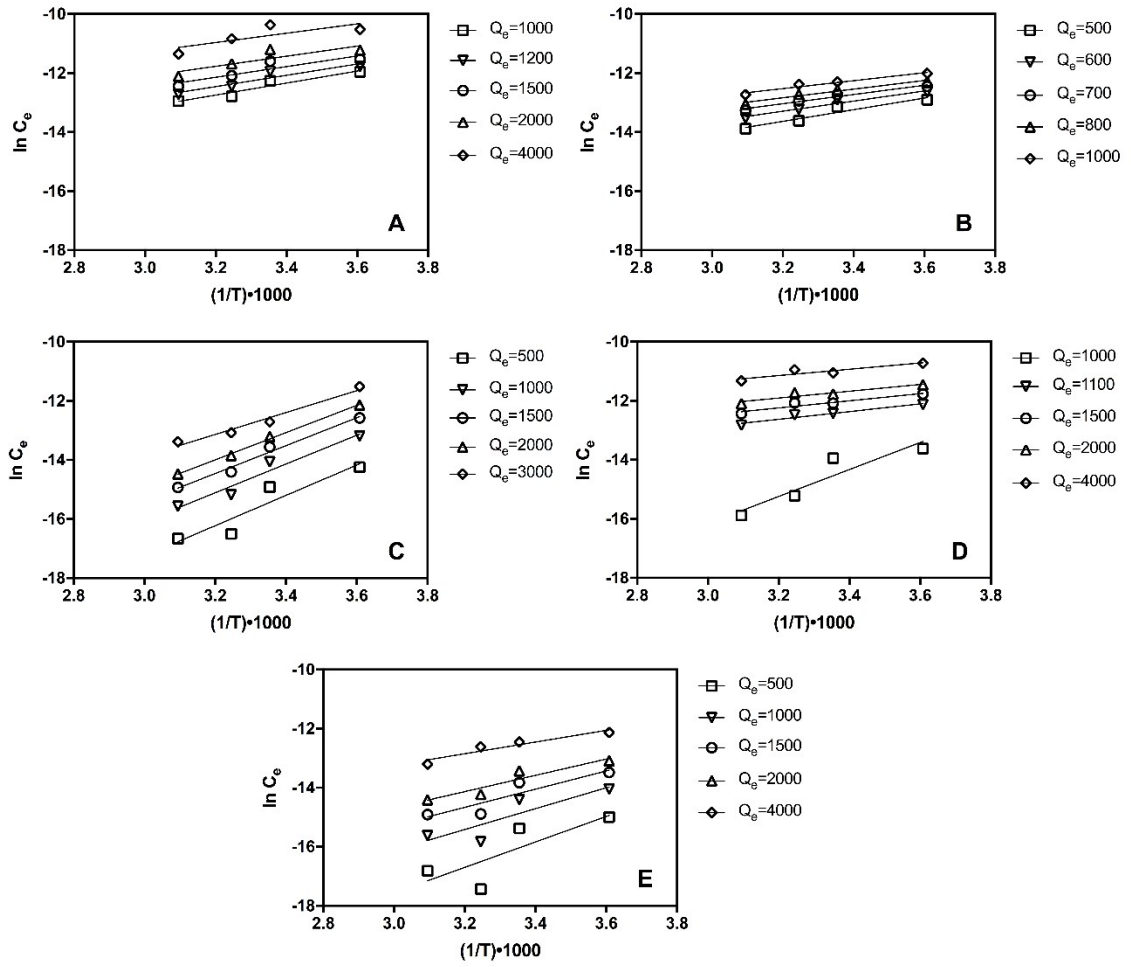 -10
-12
-14
-16
-18
ln Ce
2.8 3.0 3.2 3.4 3.6 3.8
(1/T)•1000
A
Qe=1000
Qe=1200
Qe=1500
Qe=2000
Qe=4000
-10
-12
-14
-16
-18
ln Ce
2.8 3.0 3.2 3.4 3.6 3.8
(1/T)•1000
B
Qe=500
Qe=600
Qe=700
Qe=800
Qe=1000
-10
-12
-14
-16
-18
ln Ce
2.8 3.0 3.2 3.4 3.6 3.8
(1/T)•1000
C
Qe=500
Qe=1000
Qe=1500
Qe=2000
Qe=3000
-10
-12
-14
-16
-18
ln Ce
2.8 3.0 3.2 3.4 3.6 3.8
(1/T)•1000
D
Qe=1000
Qe=1100
Qe=1500
Qe=2000
Qe=4000
-10
-12
-14
-16
-18
ln Ce
2.8 3.0 3.2 3.4 3.6 3.8
(1/T)•1000
E
Qe=500
Qe=1000
Qe=1500
Qe=2000
Qe=4000